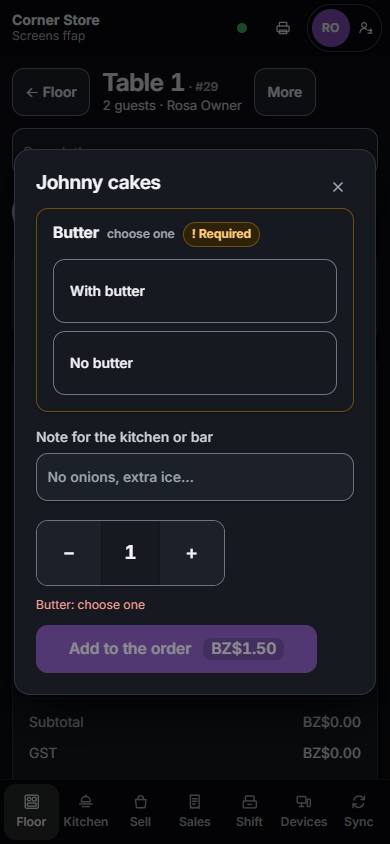 Corner Store
Screens ffap
RO
← Floor
Table 1 · #29
2 guests · Rosa Owner
More
Johnny cakes
×
Butter choose one ! Required
With butter
No butter
Note for the kitchen or bar
No onions, extra ice...
− 1 +
Butter: choose one
Add to the order BZ$1.50
Subtotal BZ$0.00
GST BZ$0.00
Floor Kitchen Sell Sales Shift Devices Sync